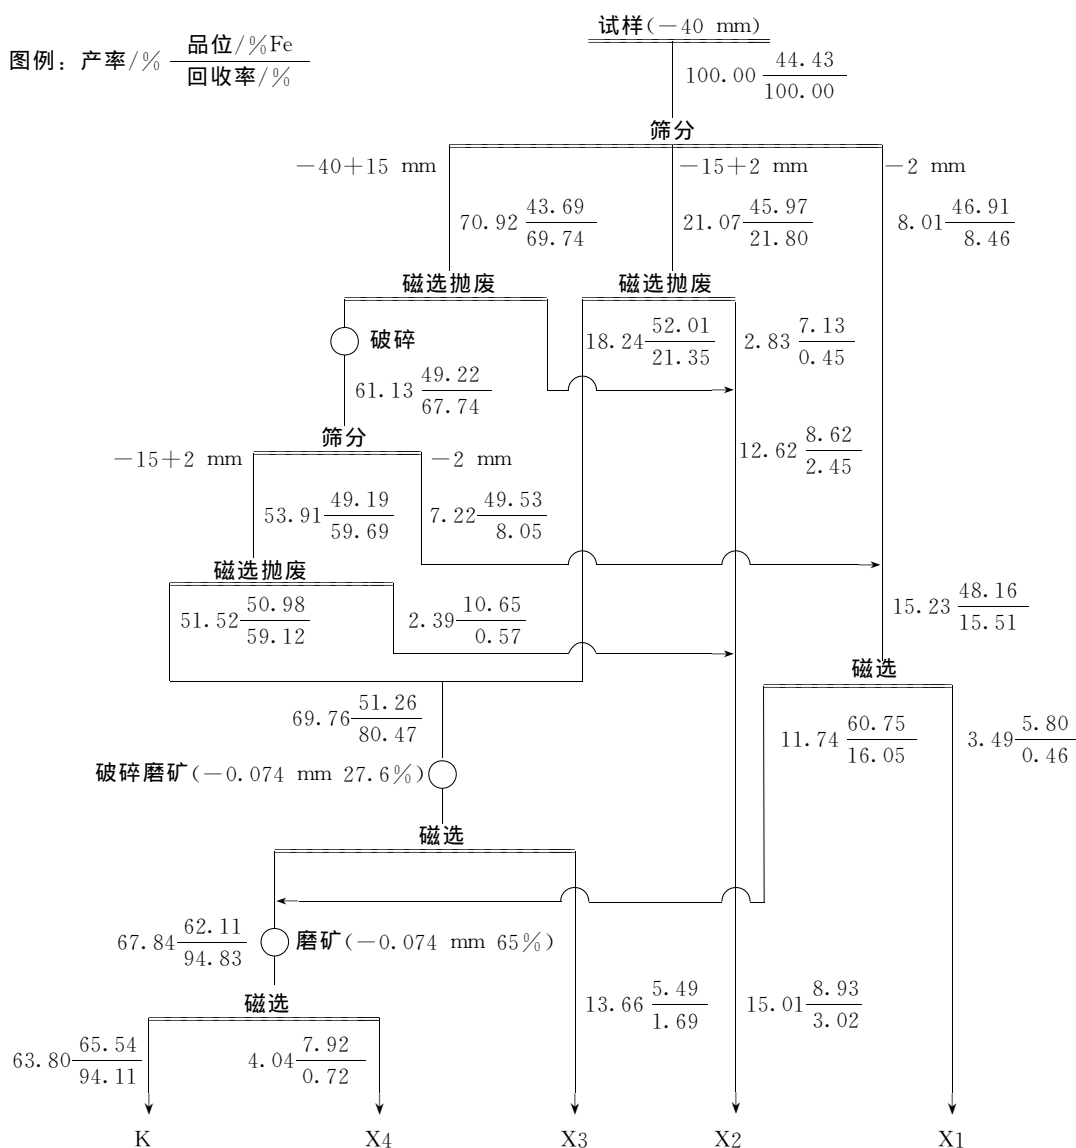 试样(−40 mm)
图例: 产率/% 品位/%Fe
回收率/%
100.00 44.43
100.00
筛分
−40+15 mm −15+2 mm −2 mm
70.92 43.69
69.74
21.07 45.97
21.80
8.01 46.91
8.46
磁选抛废 磁选抛废
破碎
18.24 52.01
21.35
2.83 7.13
0.45
61.13 49.22
67.74
筛分
12.62 8.62
2.45
−15+2 mm −2 mm
53.91 49.19
59.69
7.22 49.53
8.05
磁选抛废
51.52 50.98
59.12
2.39 10.65
0.57
15.23 48.16
15.51
磁选
69.76 51.26
80.47
11.74 60.75
16.05
3.49 5.80
0.46
破碎磨矿(−0.074 mm 27.6%)
磁选
67.84 62.11
94.83
磨矿(−0.074 mm 65%)
磁选
13.66 5.49
1.69
15.01 8.93
3.02
63.80 65.54
94.11
4.04 7.92
0.72
K X4 X3 X2 X1